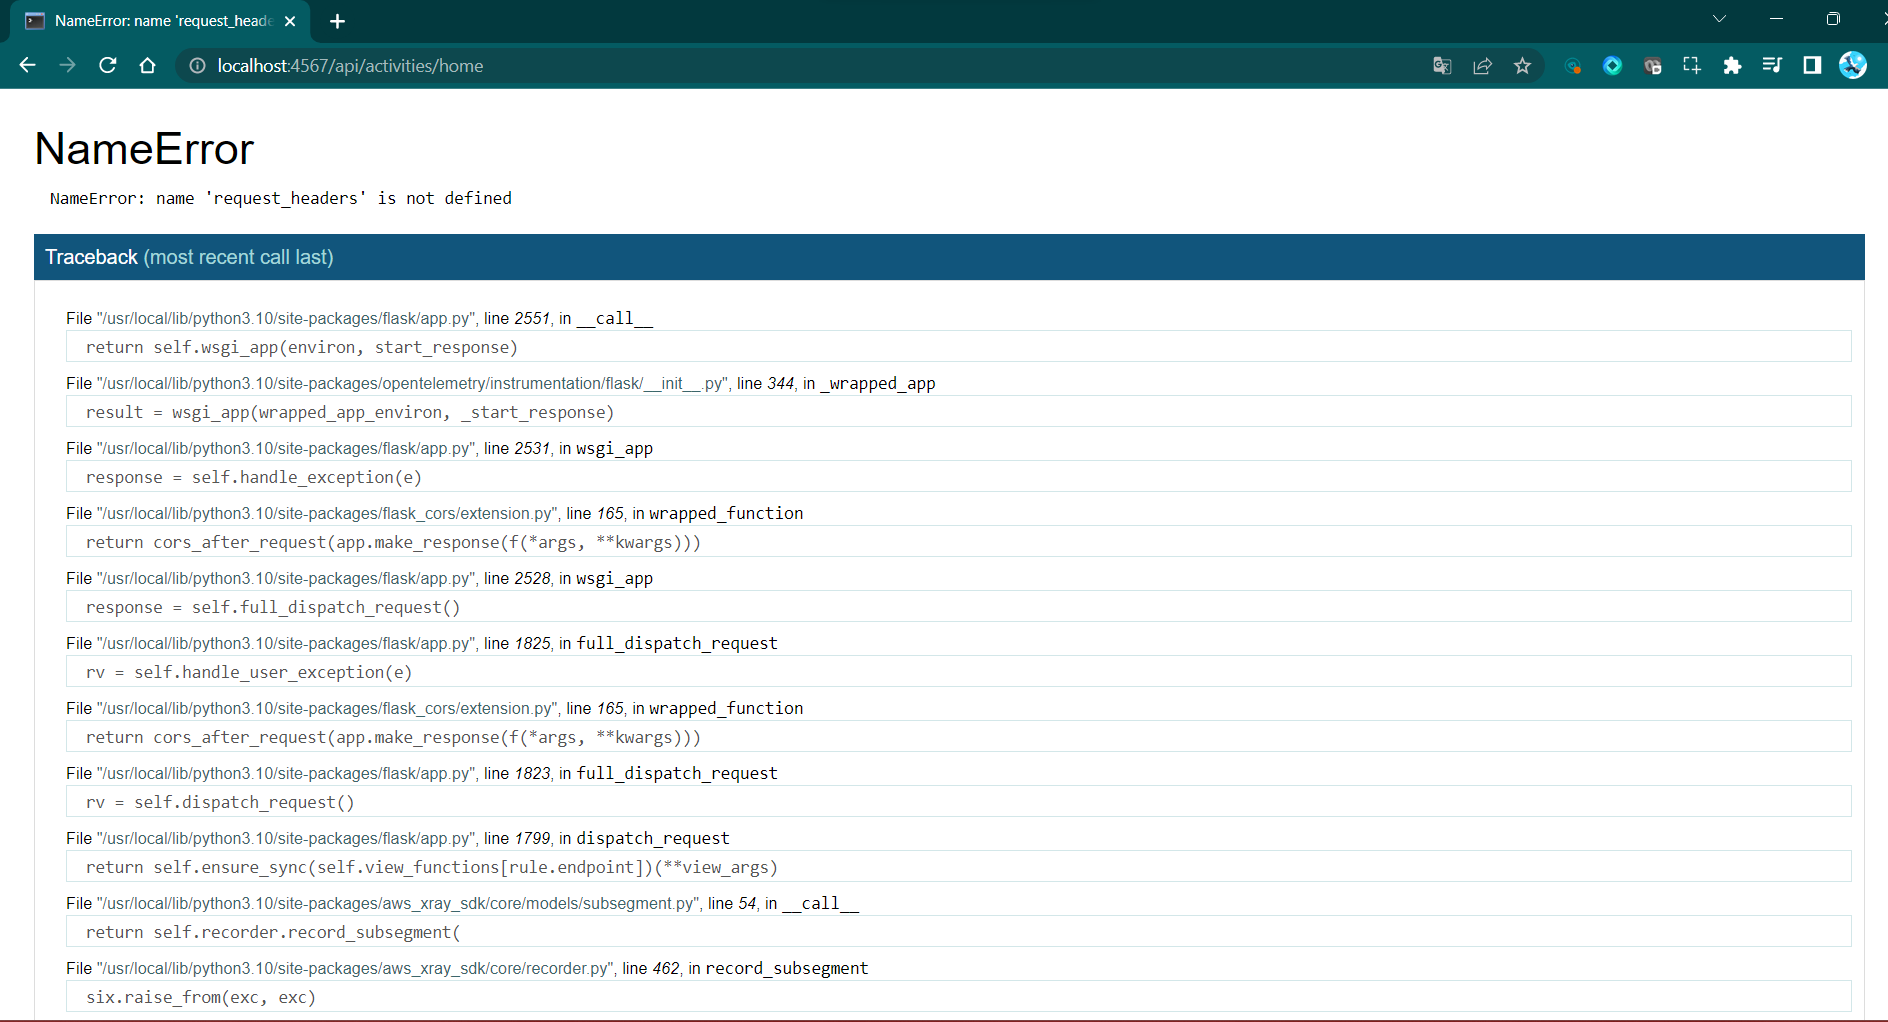 NameError: name 'request_heade
localhost:4567/api/activities/home
NameError
NameError: name 'request_headers' is not defined
Traceback (most recent call last)
File "/usr/local/lib/python3.10/site-packages/flask/app.py", line 2551, in __call__
return self.wsgi_app(environ, start_response)
File "/usr/local/lib/python3.10/site-packages/opentelemetry/instrumentation/flask/__init__.py", line 344, in _wrapped_app
result = wsgi_app(wrapped_app_environ, _start_response)
File "/usr/local/lib/python3.10/site-packages/flask/app.py", line 2531, in wsgi_app
response = self.handle_exception(e)
File "/usr/local/lib/python3.10/site-packages/flask_cors/extension.py", line 165, in wrapped_function
return cors_after_request(app.make_response(f(*args, **kwargs)))
File "/usr/local/lib/python3.10/site-packages/flask/app.py", line 2528, in wsgi_app
response = self.full_dispatch_request()
File "/usr/local/lib/python3.10/site-packages/flask/app.py", line 1825, in full_dispatch_request
rv = self.handle_user_exception(e)
File "/usr/local/lib/python3.10/site-packages/flask_cors/extension.py", line 165, in wrapped_function
return cors_after_request(app.make_response(f(*args, **kwargs)))
File "/usr/local/lib/python3.10/site-packages/flask/app.py", line 1823, in full_dispatch_request
rv = self.dispatch_request()
File "/usr/local/lib/python3.10/site-packages/flask/app.py", line 1799, in dispatch_request
return self.ensure_sync(self.view_functions[rule.endpoint])(**view_args)
File "/usr/local/lib/python3.10/site-packages/aws_xray_sdk/core/models/subsegment.py", line 54, in __call__
return self.recorder.record_subsegment(
File "/usr/local/lib/python3.10/site-packages/aws_xray_sdk/core/recorder.py", line 462, in record_subsegment
six.raise_from(exc, exc)